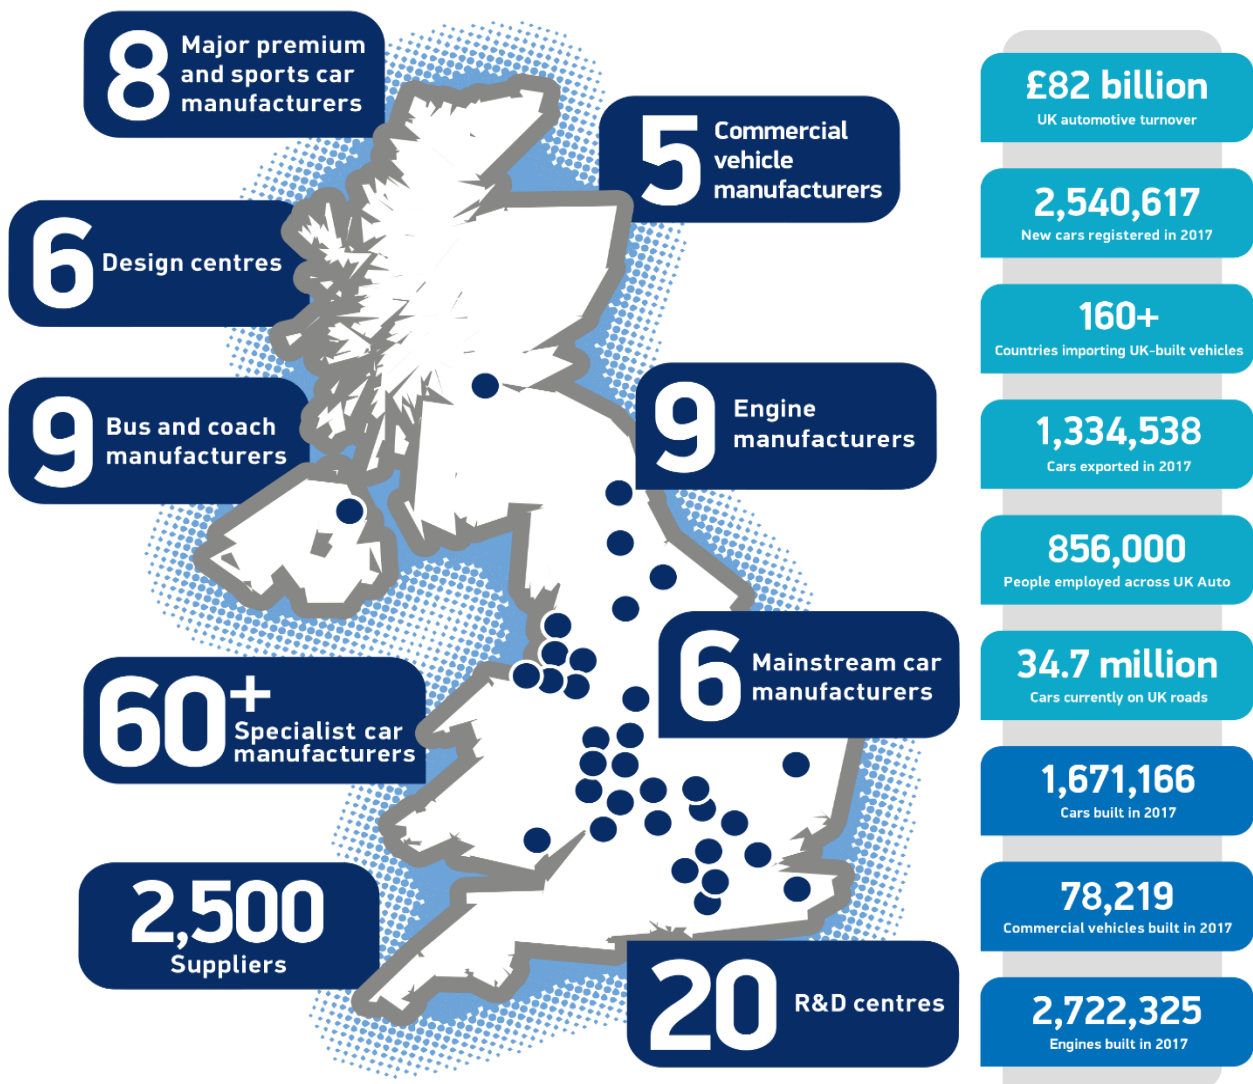 8
Major premium
and sports car
manufacturers
5
Commercial
vehicle
manufacturers
6
Design centres
9
Bus and coach
manufacturers
9
Engine
manufacturers
6
Mainstream car
manufacturers
60+
Specialist car
manufacturers
2,500
Suppliers
20
R&D centres
£82 billion
UK automotive turnover
2,540,617
New cars registered in 2017
160+
Countries importing UK-built vehicles
1,334,538
Cars exported in 2017
856,000
People employed across UK Auto
34.7 million
Cars currently on UK roads
1,671,166
Cars built in 2017
78,219
Commercial vehicles built in 2017
2,722,325
Engines built in 2017